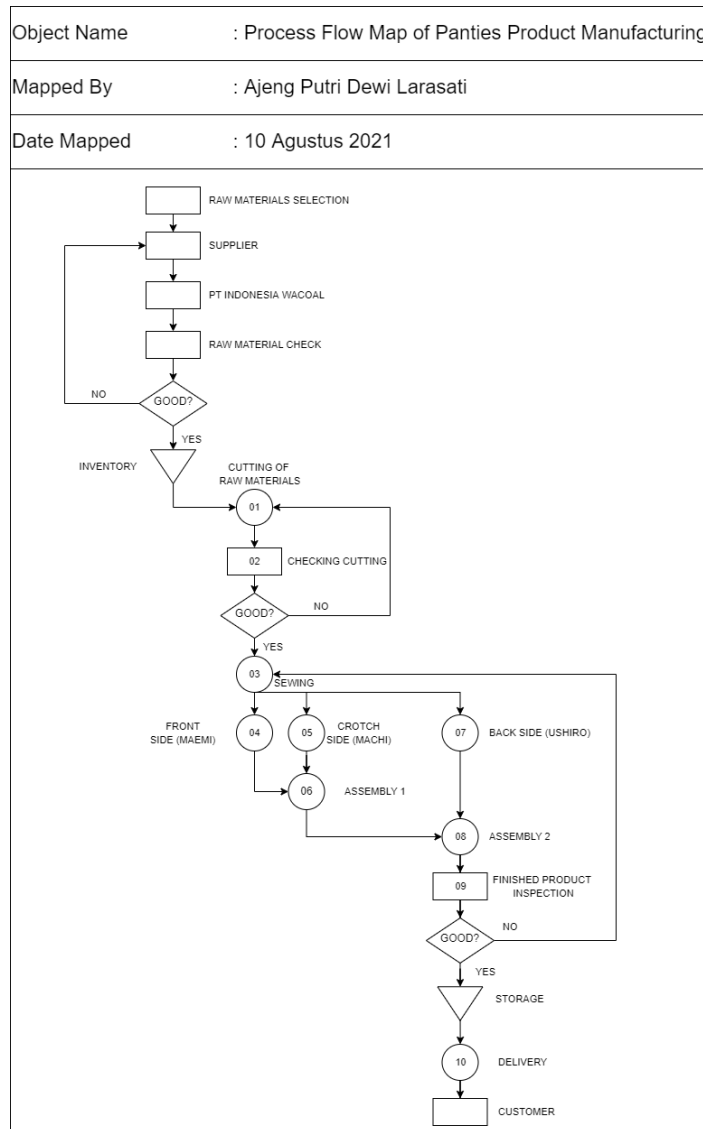 Object Name : Process Flow Map of Panties Product Manufacturing
Mapped By : Ajeng Putri Dewi Larasati
Date Mapped : 10 Agustus 2021
RAW MATERIALS SELECTION
SUPPLIER
PT INDONESIA WACOAL
RAW MATERIAL CHECK
NO
GOOD?
YES
INVENTORY
CUTTING OF
RAW MATERIALS
01
02
CHECKING CUTTING
GOOD?
NO
YES
03
SEWING
FRONT
SIDE (MAEMI)
04
05
CROTCH
SIDE (MACHI)
07
BACK SIDE (USHIRO)
06
ASSEMBLY 1
08
ASSEMBLY 2
09
FINISHED PRODUCT
INSPECTION
GOOD?
NO
YES
STORAGE
10
DELIVERY
CUSTOMER